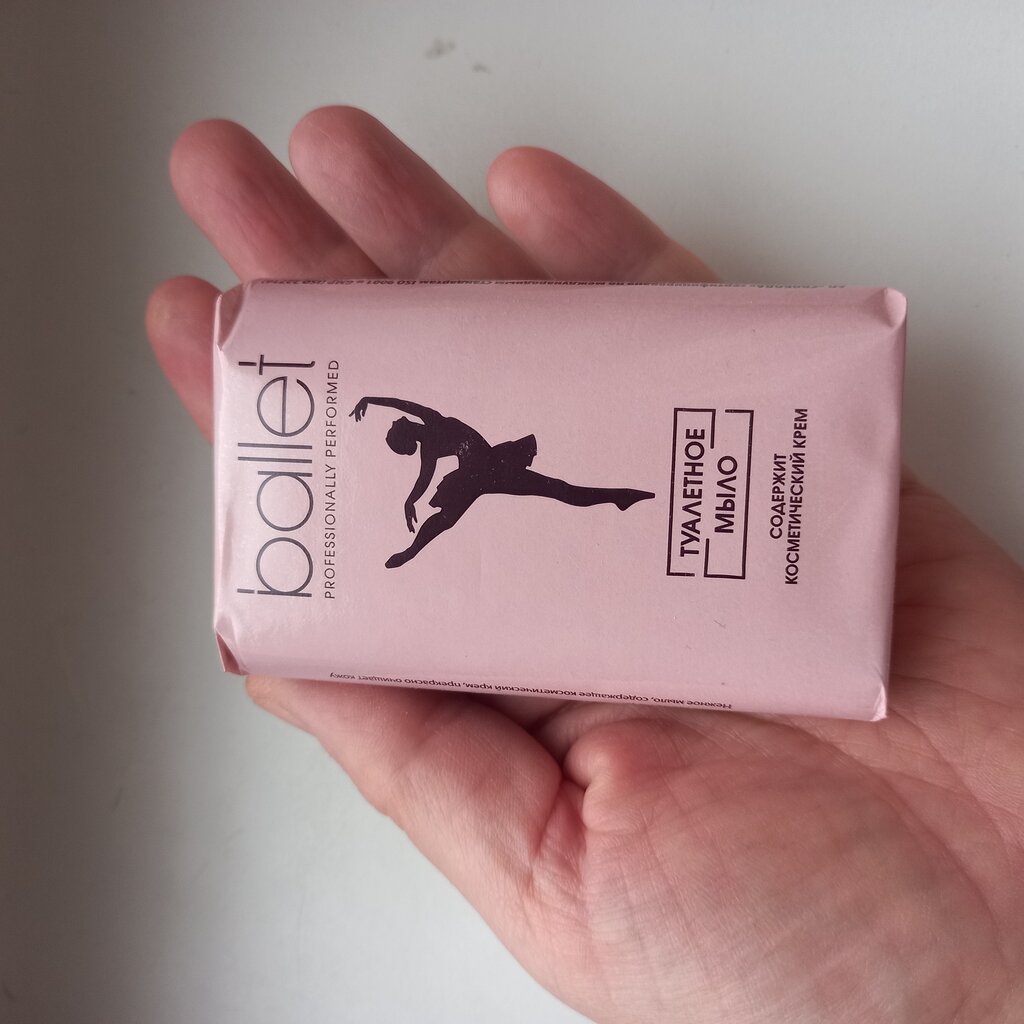 ballet
PROFESSIONALLY PERFORMED
ТУАЛЕТНОЕ
МЫЛО
СОДЕРЖИТ
КОСМЕТИЧЕСКИЙ КРЕМ
Нежное мыло, содержащее косметический крем, прекрасно очищает кожу